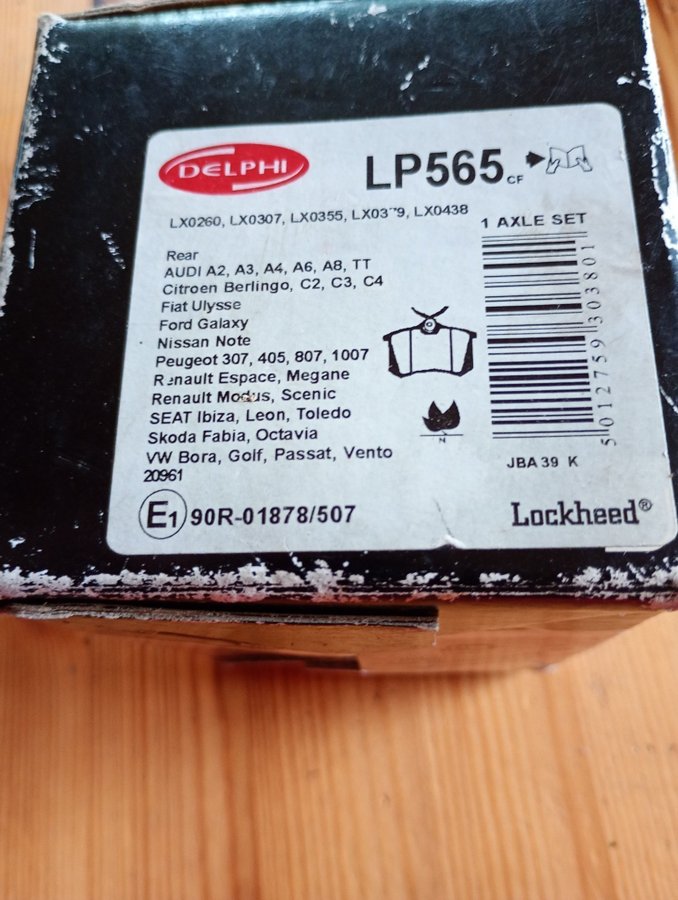 DELPHI
LP565 CF
LX0260, LX0307, LX0355, LX0438
1 AXLE SET
Rear
AUDI A2, A3, A4, A6, A8, TT
Citroen Berlingo, C2, C3, C4
Fiat Ulysse
Ford Galaxy
Nissan Note
Peugeot 307, 405, 807, 1007
Renault Espace, Megane
Renault Modus, Scenic
SEAT Ibiza, Leon, Toledo
Skoda Fabia, Octavia
VW Bora, Golf, Passat, Vento
20961
E1 90R-01878/507
N
5 012759 303801
JBA 39 K
Lockheed®